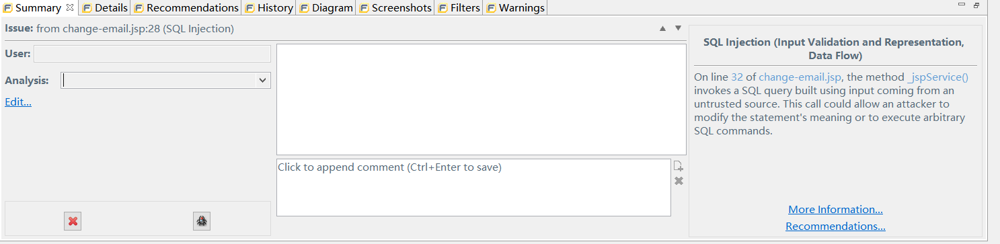 Summary Details Recommendations History Diagram Screenshots Filters Warnings
Issue: from change-email.jsp:28 (SQL Injection)
User:
Analysis:
Edit...
Click to append comment (Ctrl+Enter to save)
SQL Injection (Input Validation and Representation,
Data Flow)
On line 32 of change-email.jsp, the method _jspService()
invokes a SQL query built using input coming from an
untrusted source. This call could allow an attacker to
modify the statement's meaning or to execute arbitrary
SQL commands.
More Information...
Recommendations...